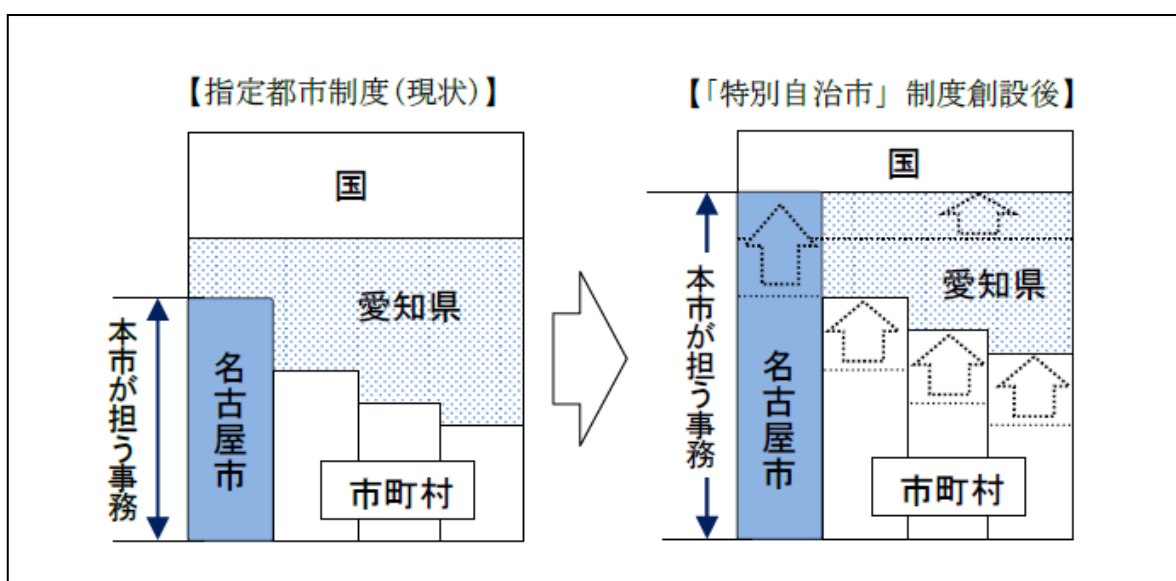 【指定都市制度(現状)】
国
愛知県
本市が担う事務
名古屋市
市町村
【「特別自治市」制度創設後】
国
愛知県
本市が担う事務
名古屋市
市町村